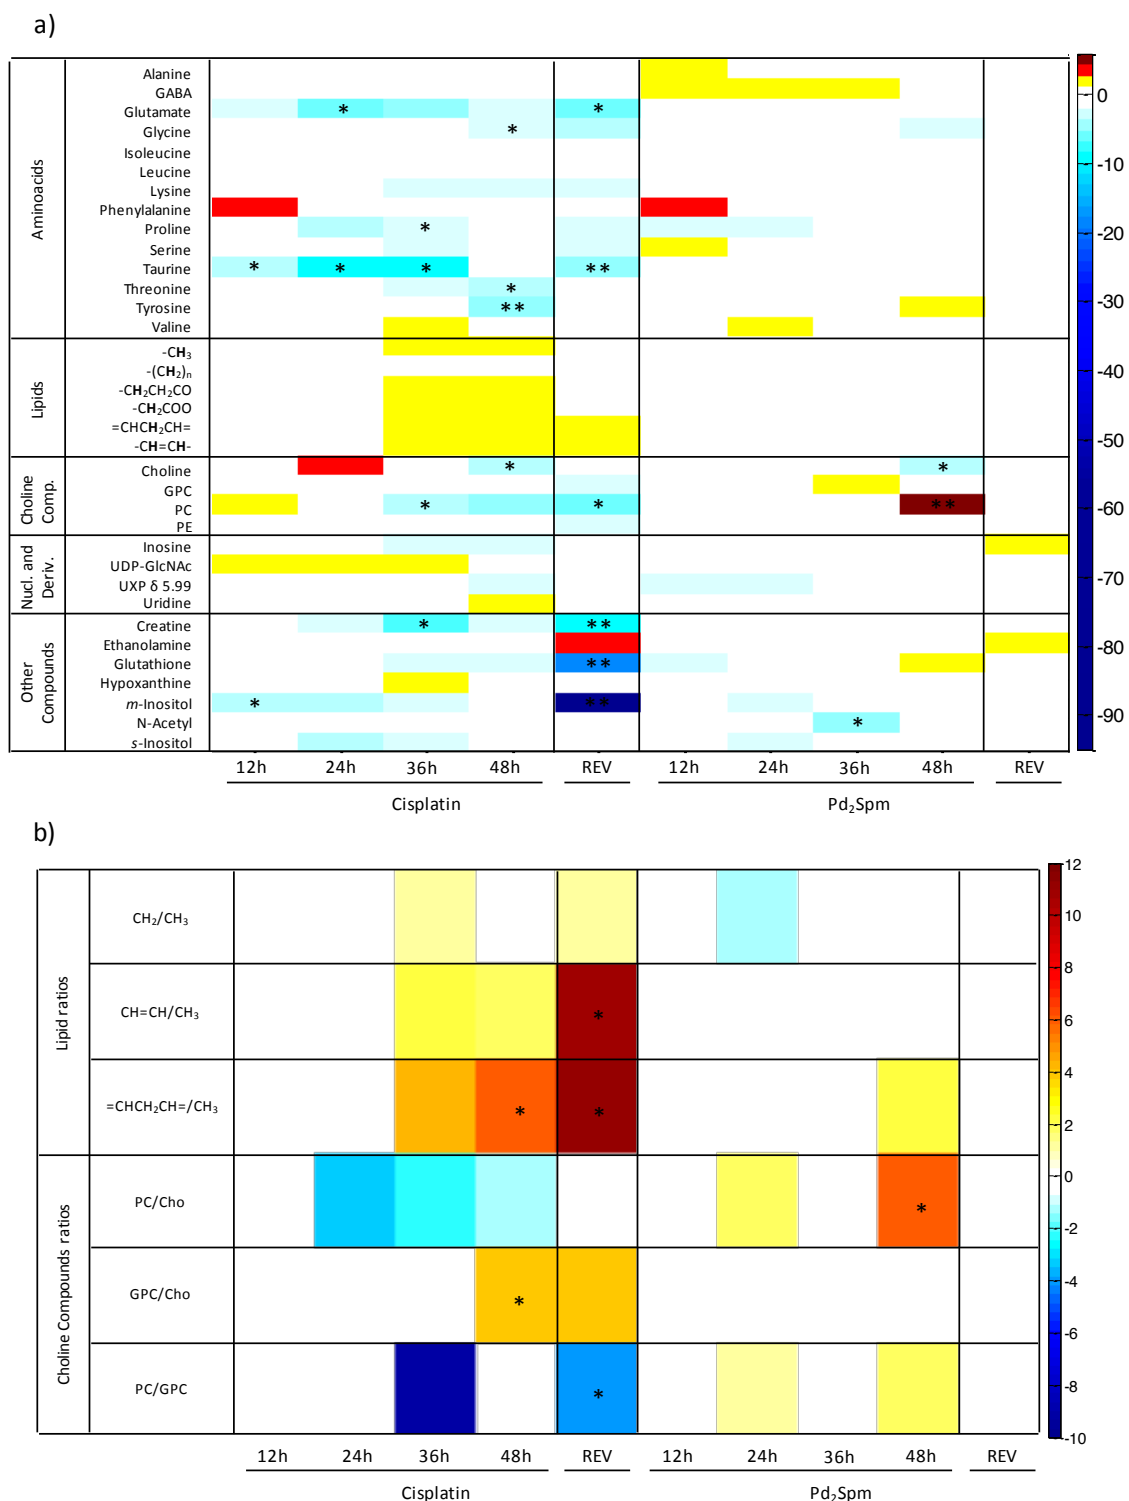 a)
Aminoacids
Alanine
GABA
Glutamate * *
Glycine *
Isoleucine
Leucine
Lysine
Phenylalanine
Proline *
Serine
Taurine * * * **
Threonine *
Tyrosine **
Valine
Lipids
-CH₃
-(CH₂)ₙ
-CH₂CH₂CO
-CH₂COO
=CHCH₂CH=
-CH=CH-
Choline
Comp.
Choline * *
GPC
PC * * **
PE
Nucl. and
Deriv.
Inosine
UDP-GlcNAc
UXP δ 5.99
Uridine
Other
Compounds
Creatine * **
Ethanolamine
Glutathione **
Hypoxanthine
m-Inositol * **
N-Acetyl *
s-Inositol
12h 24h 36h 48h REV 12h 24h 36h 48h REV
Cisplatin Pd₂Spm
0
-10
-20
-30
-40
-50
-60
-70
-80
-90
b)
Lipid ratios
CH₂/CH₃
CH=CH/CH₃ *
=CHCH₂CH=/CH₃ * *
Choline Compounds ratios
PC/Cho *
GPC/Cho *
PC/GPC *
12h 24h 36h 48h REV 12h 24h 36h 48h REV
Cisplatin Pd₂Spm
12
10
8
6
4
2
0
-2
-4
-6
-8
-10